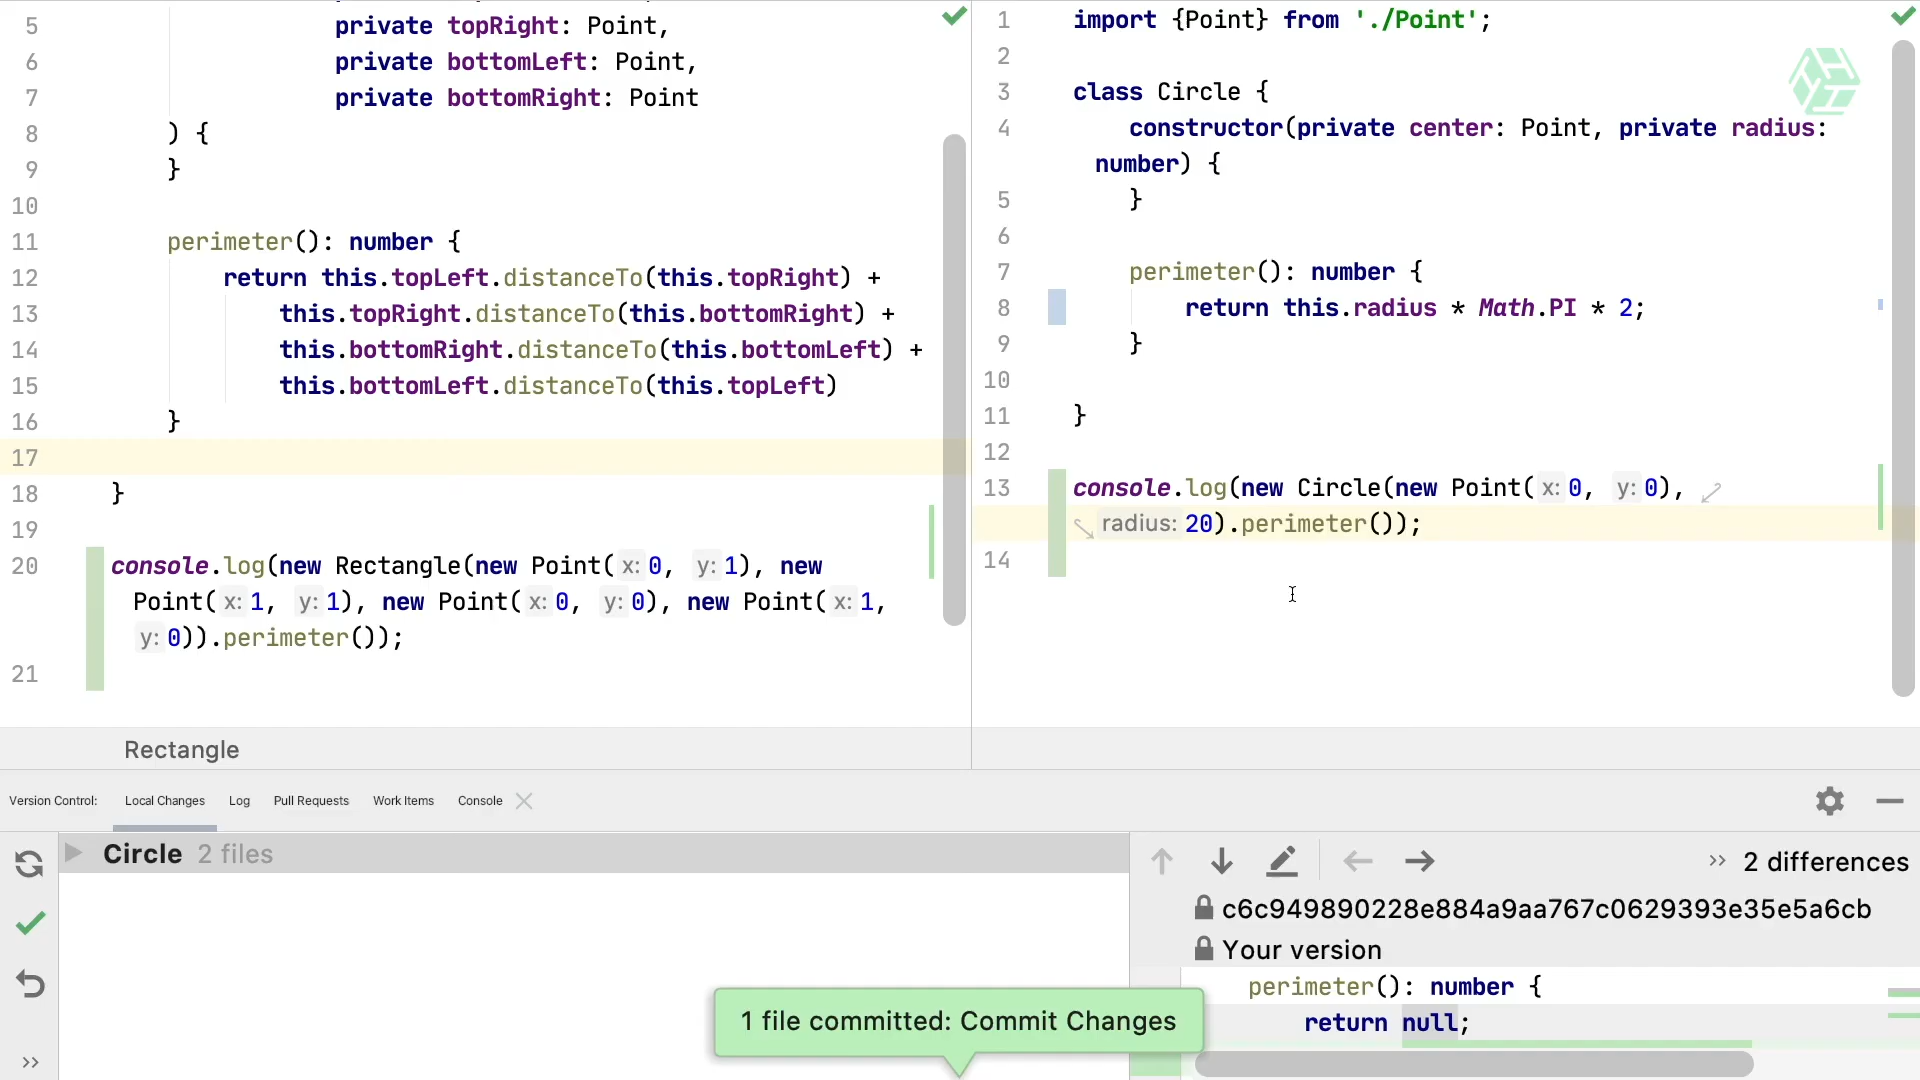 5 private topRight: Point,
6 private bottomLeft: Point,
7 private bottomRight: Point
8 ) {
9 }
10
11 perimeter(): number {
12 return this.topLeft.distanceTo(this.topRight) +
13 this.topRight.distanceTo(this.bottomRight) +
14 this.bottomRight.distanceTo(this.bottomLeft) +
15 this.bottomLeft.distanceTo(this.topLeft)
16 }
17
18 }
19
20 console.log(new Rectangle(new Point( x: 0, y: 1), new
Point( x: 1, y: 1), new Point( x: 0, y: 0), new Point( x: 1,
y: 0)).perimeter());
21
Rectangle
1 import {Point} from './Point';
2
3 class Circle {
4 constructor(private center: Point, private radius:
number) {
5 }
6
7 perimeter(): number {
8 return this.radius * Math.PI * 2;
9 }
10
11 }
12
13 console.log(new Circle(new Point( x: 0, y: 0),
radius: 20).perimeter());
14
Version Control: Local Changes Log Pull Requests Work Items Console
Circle 2 files
2 differences
c6c949890228e884a9aa767c0629393e35e5a6cb
Your version
perimeter(): number {
return null;
1 file committed: Commit Changes